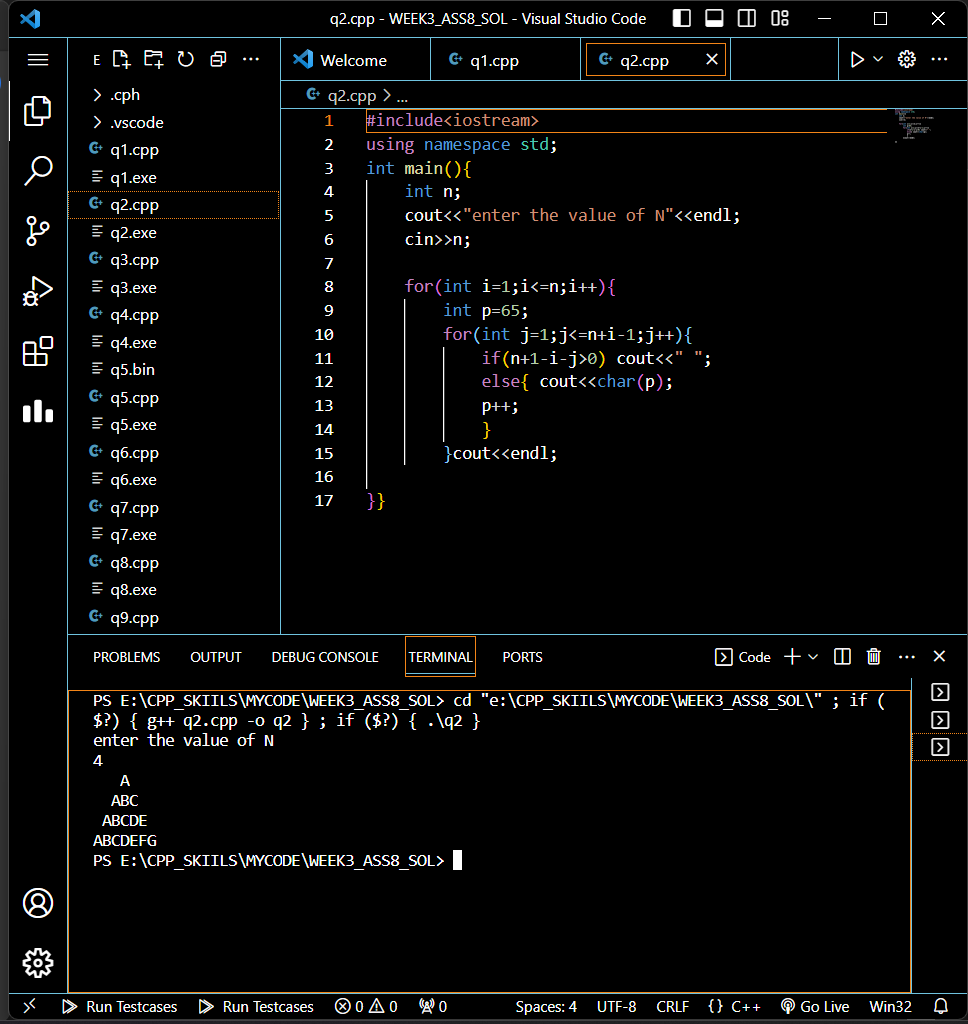 q2.cpp - WEEK3_ASS8_SOL - Visual Studio Code
E
Welcome
q1.cpp
q2.cpp
.cph
.vscode
q1.cpp
q1.exe
q2.cpp
q2.exe
q3.cpp
q3.exe
q4.cpp
q4.exe
q5.bin
q5.cpp
q5.exe
q6.cpp
q6.exe
q7.cpp
q7.exe
q8.cpp
q8.exe
q9.cpp
q2.cpp > ...
1 #include<iostream>
2 using namespace std;
3 int main(){
4     int n;
5     cout<<"enter the value of N"<<endl;
6     cin>>n;
7
8     for(int i=1;i<=n;i++){
9         int p=65;
10         for(int j=1;j<=n+i-1;j++){
11             if(n+1-i-j>0) cout<<" ";
12             else{ cout<<char(p);
13             p++;
14             }
15         }cout<<endl;
16
17 }}
PROBLEMS OUTPUT DEBUG CONSOLE TERMINAL PORTS Code
PS E:\CPP_SKIILS\MYCODE\WEEK3_ASS8_SOL> cd "e:\CPP_SKIILS\MYCODE\WEEK3_ASS8_SOL\" ; if (
$?) { g++ q2.cpp -o q2 } ; if ($?) { .\q2 }
enter the value of N
4
   A
  ABC
 ABCDE
ABCDEFG
PS E:\CPP_SKIILS\MYCODE\WEEK3_ASS8_SOL>
Run Testcases Run Testcases 0 0 0 Spaces: 4 UTF-8 CRLF {} C++ Go Live Win32